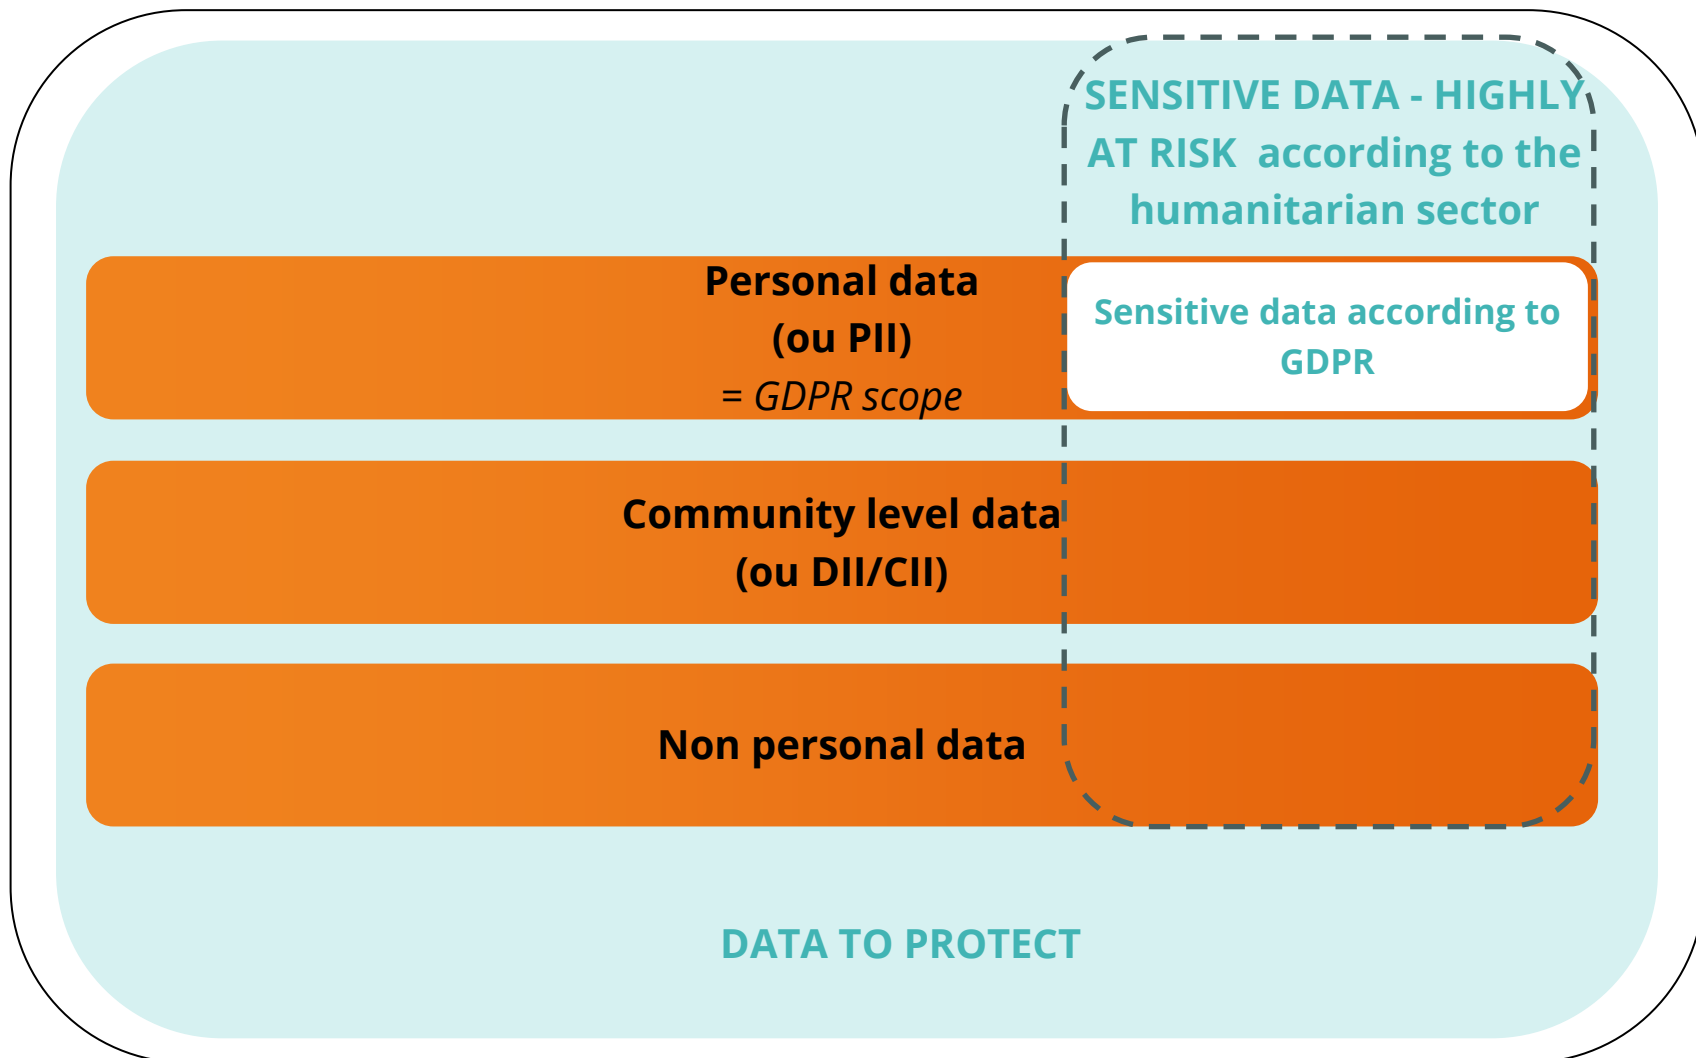 SENSITIVE DATA - HIGHLY
AT RISK according to the
humanitarian sector
Personal data
(ou PII)
= GDPR scope
Sensitive data according to
GDPR
Community level data
(ou DII/CII)
Non personal data
DATA TO PROTECT